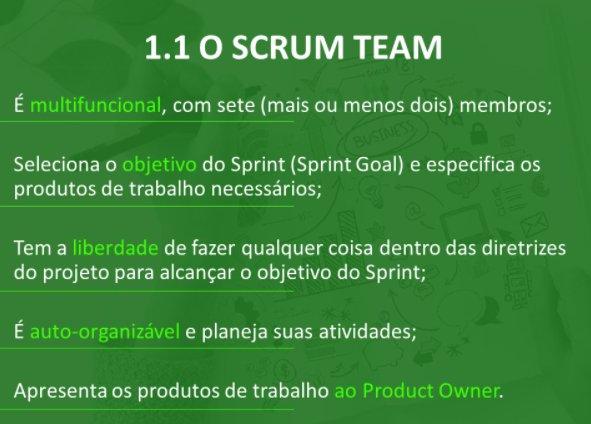 1.1 O SCRUM TEAM
É multifuncional, com sete (mais ou menos dois) membros;
Seleciona o objetivo do Sprint (Sprint Goal) e especifica os
produtos de trabalho necessários;
Tem a liberdade de fazer qualquer coisa dentro das diretrizes
do projeto para alcançar o objetivo do Sprint;
É auto-organizável e planeja suas atividades;
Apresenta os produtos de trabalho ao Product Owner.
BUSINESS